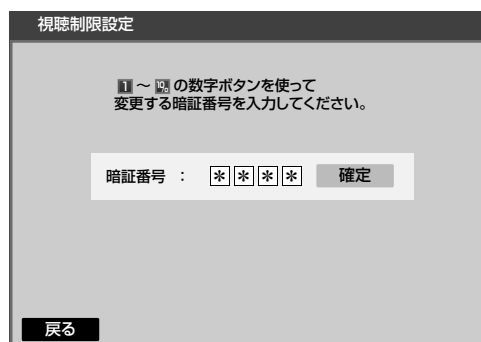 視聴制限設定
1 ~ 10 の数字ボタンを使って
変更する暗証番号を入力してください。
暗証番号 : * * * * 確定
戻る